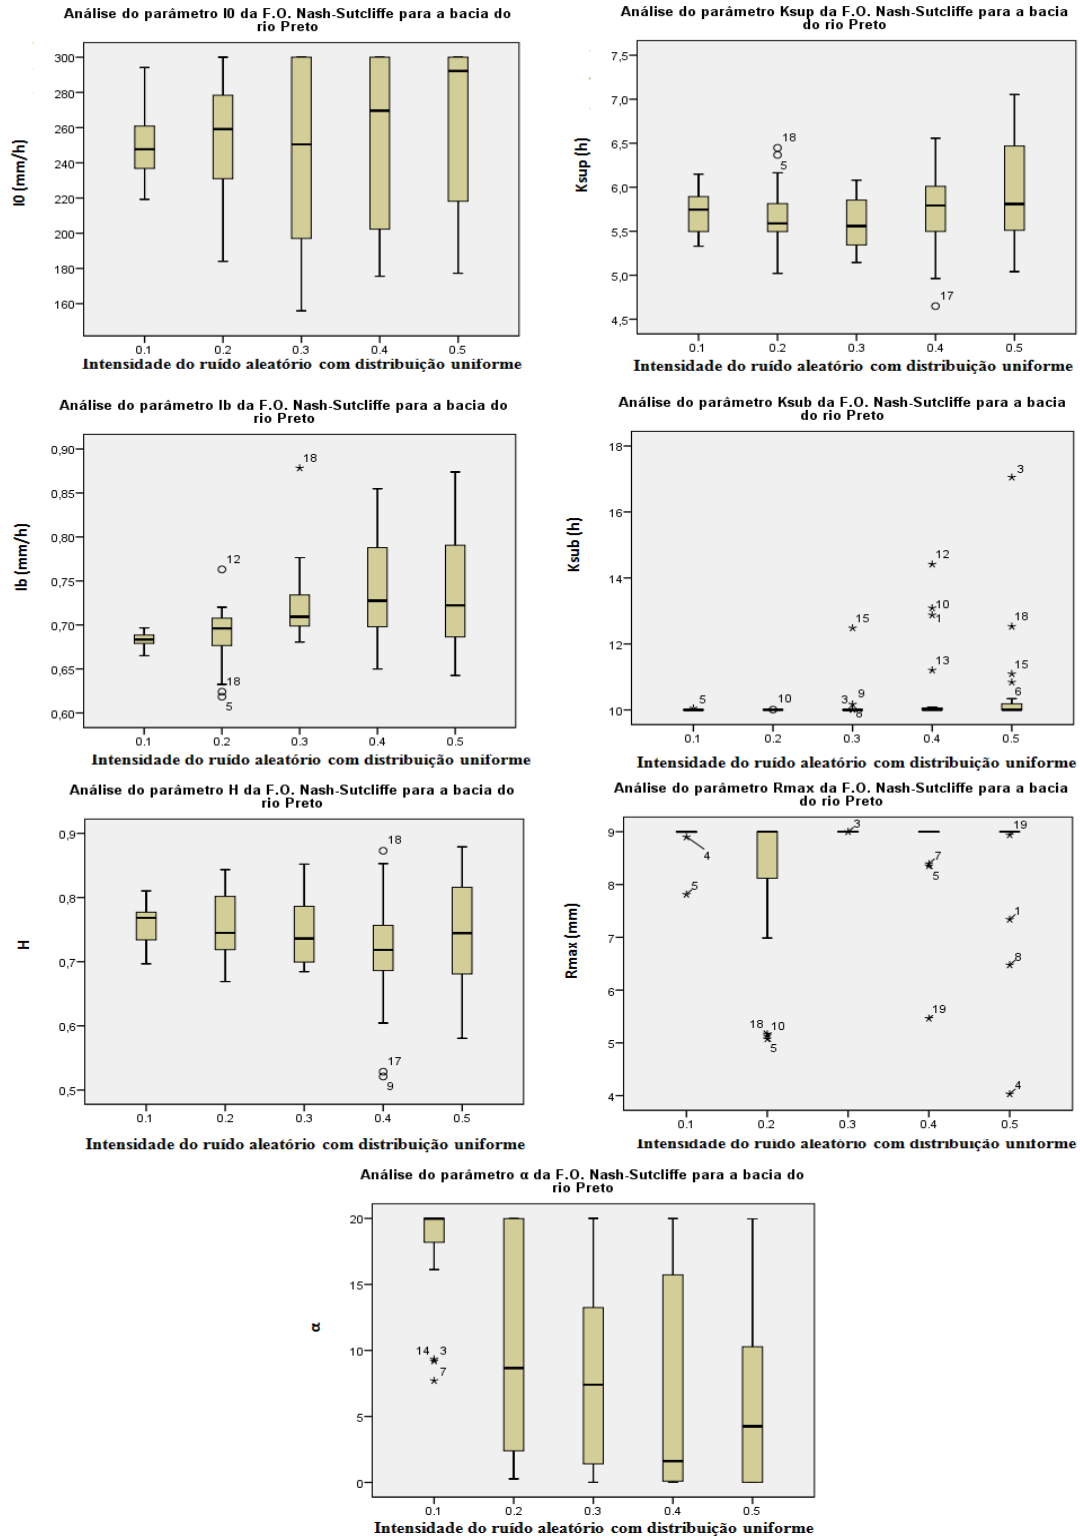 Análise do parâmetro I0 da F.O. Nash-Sutcliffe para a bacia do
rio Preto
I0 (mm/h)
300
280
260
240
220
200
180
160
0.1 0.2 0.3 0.4 0.5
Intensidade do ruído aleatório com distribuição uniforme
Análise do parâmetro Ksup da F.O. Nash-Sutcliffe para a bacia
do rio Preto
Ksup (h)
7,5
7,0
6,5
6,0
5,5
5,0
4,5
18
5
17
0.1 0.2 0.3 0.4 0.5
Intensidade do ruído aleatório com distribuição uniforme
Análise do parâmetro Ib da F.O. Nash-Sutcliffe para a bacia do
rio Preto
Ib (mm/h)
0,90
0,85
0,80
0,75
0,70
0,65
0,60
12
18
5
18
0.1 0.2 0.3 0.4 0.5
Intensidade do ruído aleatório com distribuição uniforme
Análise do parâmetro Ksub da F.O. Nash-Sutcliffe para a bacia
do rio Preto
Ksub (h)
18
16
14
12
10
5
10
15
9
3
8
12
10
1
13
3
18
15
6
0.1 0.2 0.3 0.4 0.5
Intensidade do ruído aleatório com distribuição uniforme
Análise do parâmetro H da F.O. Nash-Sutcliffe para a bacia do
rio Preto
H
0,9
0,8
0,7
0,6
0,5
18
17
9
0.1 0.2 0.3 0.4 0.5
Intensidade do ruído aleatório com distribuição uniforme
Análise do parâmetro Rmax da F.O. Nash-Sutcliffe para a bacia
do rio Preto
Rmax (mm)
9
8
7
6
5
4
4
5
18 10
5
3
7
5
19
19
1
8
4
0.1 0.2 0.3 0.4 0.5
Intensidade do ruído aleatório com distribuição uniforme
Análise do parâmetro α da F.O. Nash-Sutcliffe para a bacia do
rio Preto
α
20
15
10
5
0
14 3
7
0.1 0.2 0.3 0.4 0.5
Intensidade do ruído aleatório com distribuição uniforme